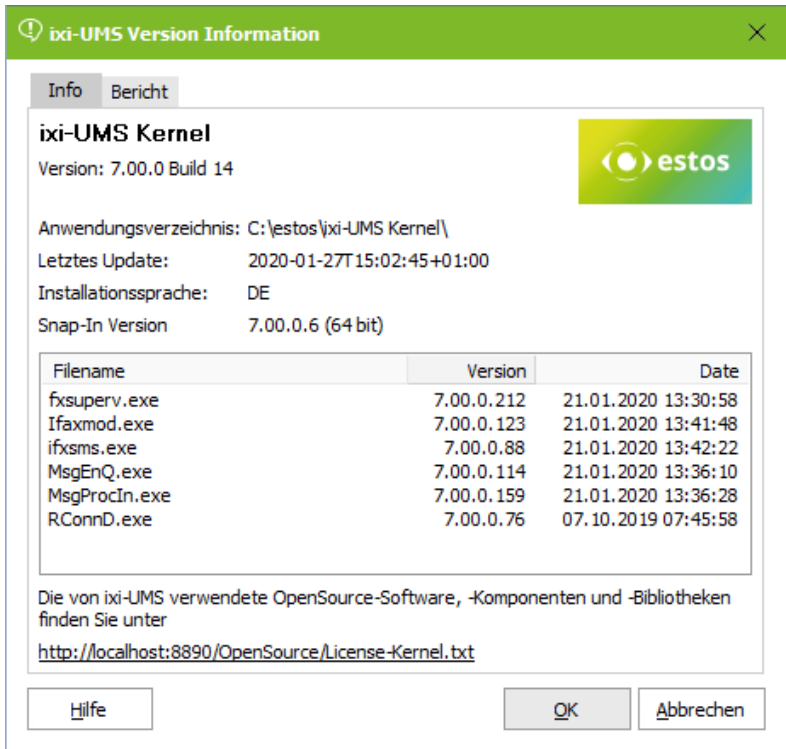 ixi-UMS Version Information
Info Bericht
ixi-UMS Kernel
estos
Version: 7.00.0 Build 14
Anwendungsverzeichnis: C:\estos\ixi-UMS Kernel\
Letztes Update: 2020-01-27T15:02:45+01:00
Installationssprache: DE
Snap-In Version 7.00.0.6 (64 bit)
Filename Version Date
fxsuperv.exe 7.00.0.212 21.01.2020 13:30:58
Ifaxmod.exe 7.00.0.123 21.01.2020 13:41:48
ifxsms.exe 7.00.0.88 21.01.2020 13:42:22
MsgEnQ.exe 7.00.0.114 21.01.2020 13:36:10
MsgProcIn.exe 7.00.0.159 21.01.2020 13:36:28
RConnD.exe 7.00.0.76 07.10.2019 07:45:58
Die von ixi-UMS verwendete OpenSource-Software, -Komponenten und -Bibliotheken
finden Sie unter
http://localhost:8890/OpenSource/License-Kernel.txt
Hilfe OK Abbrechen